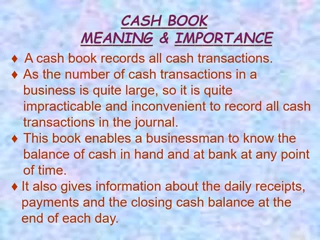 CASH BOOK
MEANING & IMPORTANCE
♦ A cash book records all cash transactions.
♦ As the number of cash transactions in a
business is quite large, so it is quite
impracticable and inconvenient to record all cash
transactions in the journal.
♦ This book enables a businessman to know the
balance of cash in hand and at bank at any point
of time.
♦ It also gives information about the daily receipts,
payments and the closing cash balance at the
end of each day.